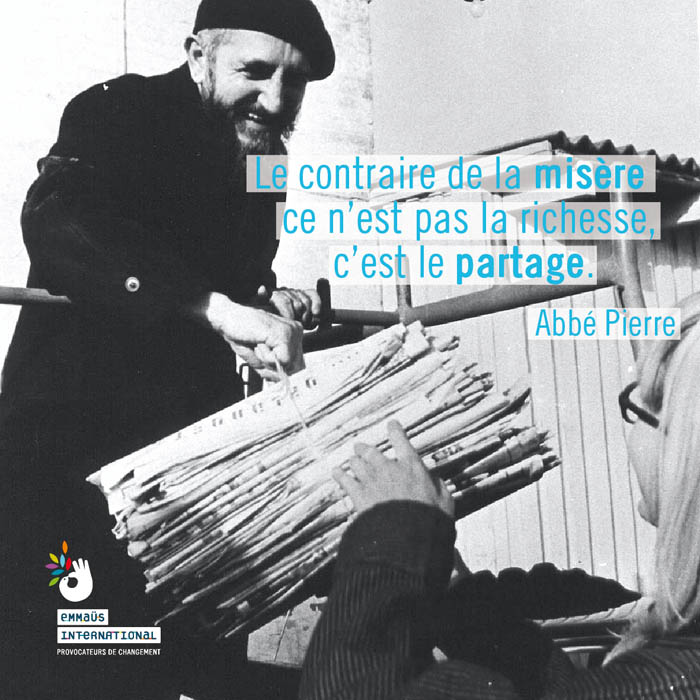 Le contraire de la misère
ce n'est pas la richesse,
c'est le partage.
Abbé Pierre
emmaüs
international
PROVOCATEURS DE CHANGEMENT